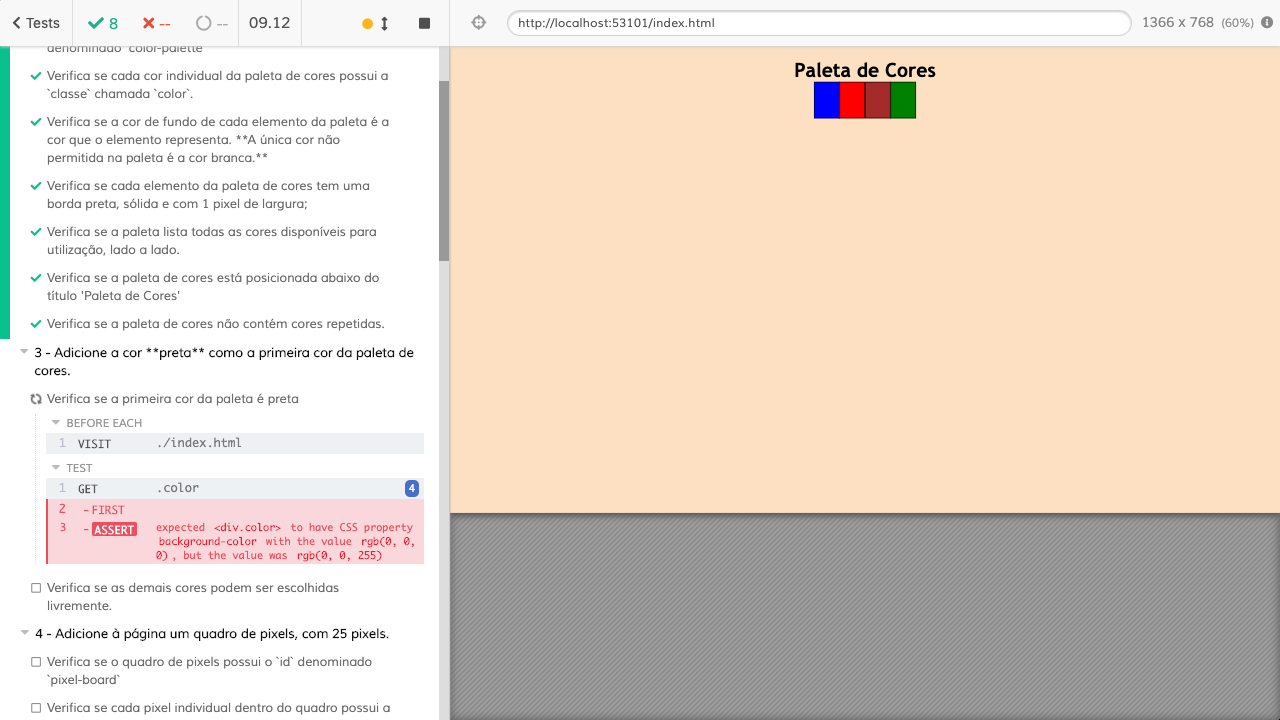 Tests
8
--
--
09.12
http://localhost:53101/index.html
1366 x 768 (60%)
denominado `color-palette`
Verifica se cada cor individual da paleta de cores possui a
`classe` chamada `color`.
Verifica se a cor de fundo de cada elemento da paleta é a
cor que o elemento representa. **A única cor não
permitida na paleta é a cor branca.**
Verifica se cada elemento da paleta de cores tem uma
borda preta, sólida e com 1 pixel de largura;
Verifica se a paleta lista todas as cores disponíveis para
utilização, lado a lado.
Verifica se a paleta de cores está posicionada abaixo do
título 'Paleta de Cores'
Verifica se a paleta de cores não contém cores repetidas.
3 - Adicione a cor **preta** como a primeira cor da paleta de
cores.
Verifica se a primeira cor da paleta é preta
BEFORE EACH
1 VISIT ./index.html
TEST
1 GET .color 4
2 -FIRST
3 -ASSERT expected <div.color> to have CSS property
background-color with the value rgb(0, 0,
0), but the value was rgb(0, 0, 255)
Verifica se as demais cores podem ser escolhidas
livremente.
4 - Adicione à página um quadro de pixels, com 25 pixels.
Verifica se o quadro de pixels possui o `id` denominado
`pixel-board`
Verifica se cada pixel individual dentro do quadro possui a
Paleta de Cores